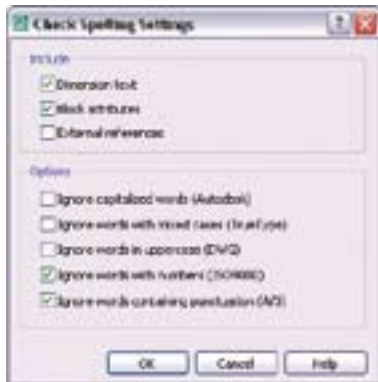 Check Spelling Settings
Include
Dimension text
Block attributes
External references
Options
Ignore capitalized words (Autodesk)
Ignore words with mixed cases (TrueType)
Ignore words in uppercase (DWG)
Ignore words with numbers (ISO9000)
Ignore words containing punctuation (A/3)
OK
Cancel
Help